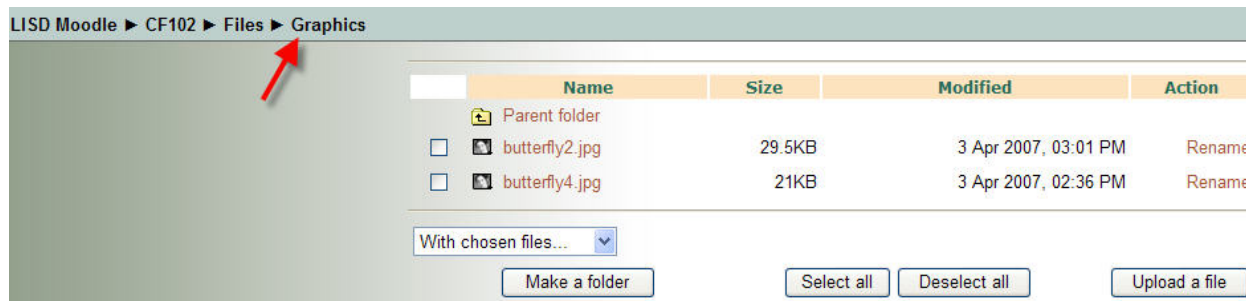 LISD Moodle ► CF102 ► Files ► Graphics
Name Size Modified Action
Parent folder
butterfly2.jpg 29.5KB 3 Apr 2007, 03:01 PM Rename
butterfly4.jpg 21KB 3 Apr 2007, 02:36 PM Rename
With chosen files...
Make a folder Select all Deselect all Upload a file